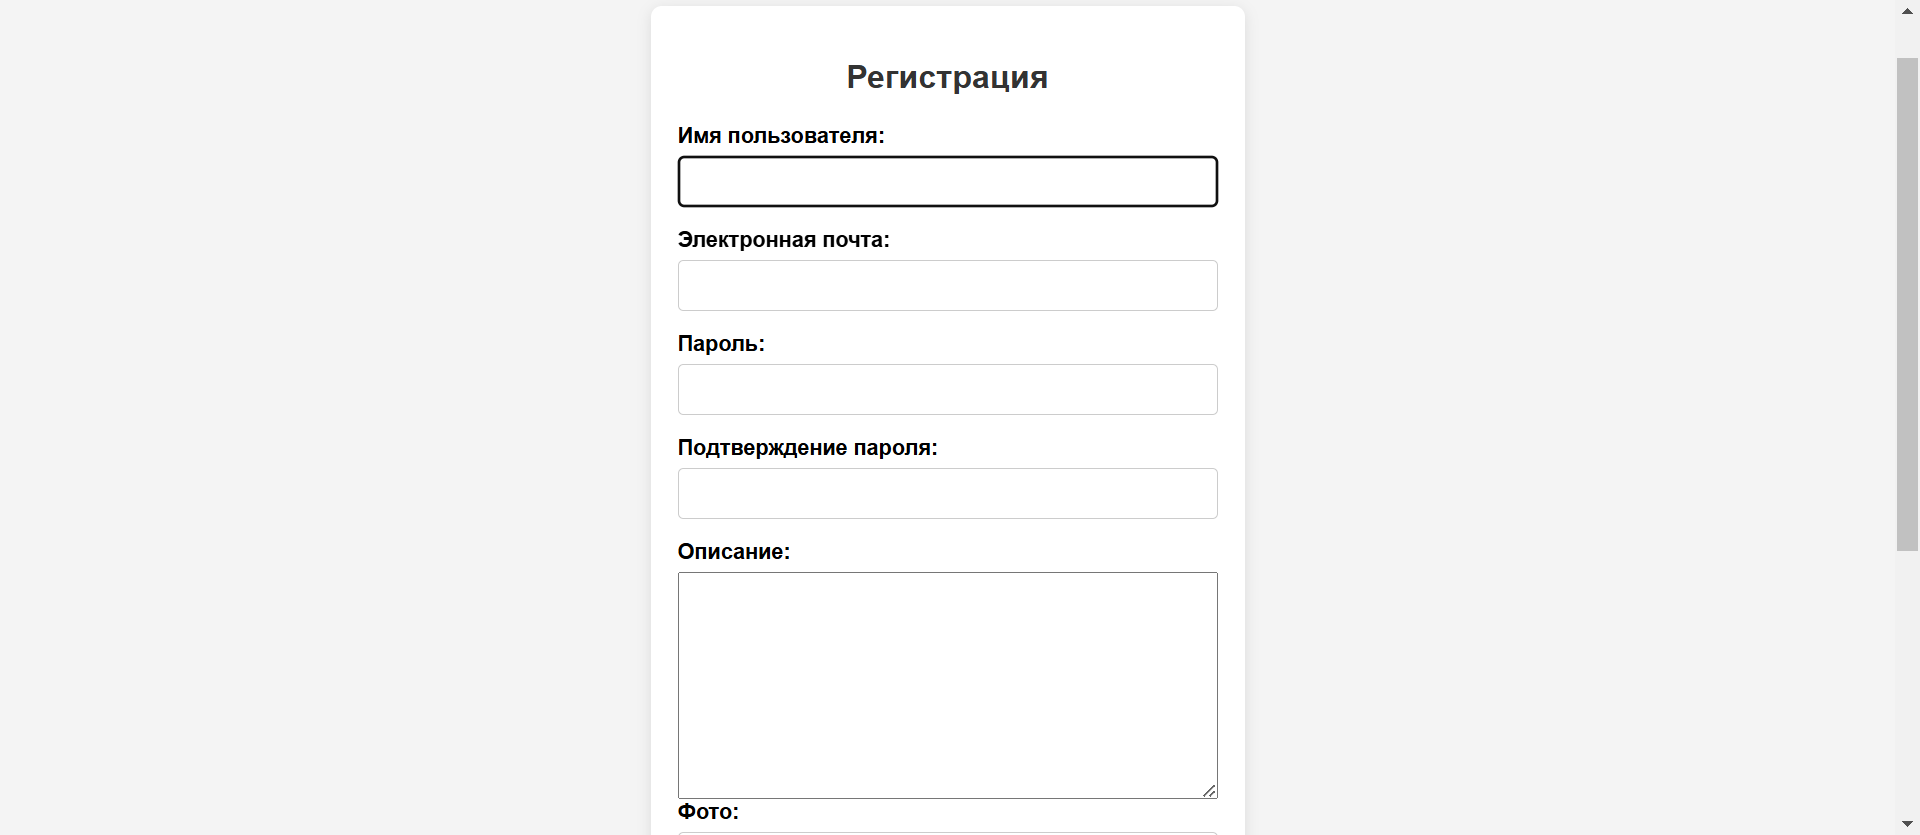 Регистрация
Имя пользователя:
Электронная почта:
Пароль:
Подтверждение пароля:
Описание:
Фото: